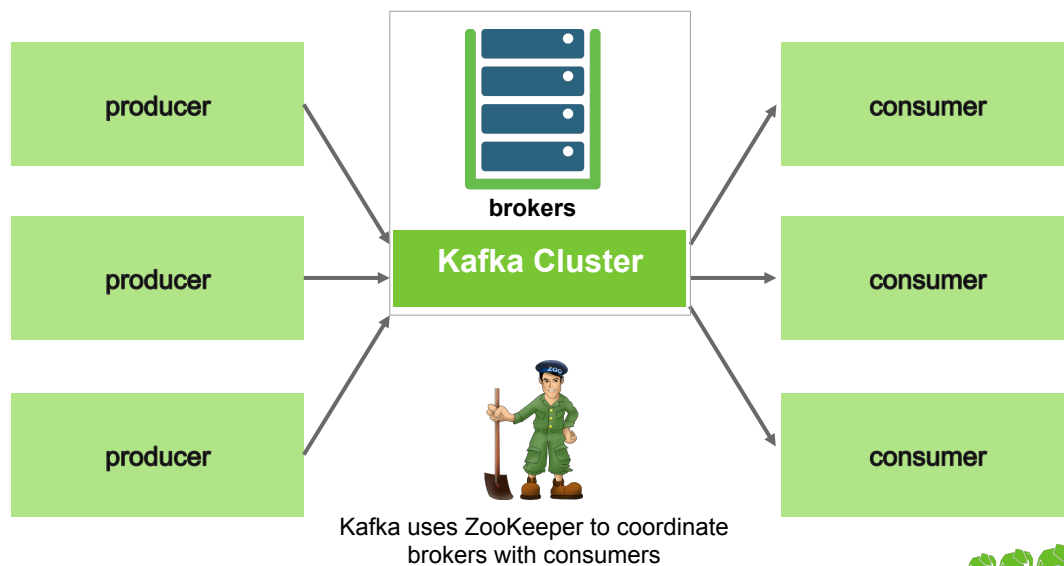 producer
producer
producer
brokers
Kafka Cluster
ZOO
Kafka uses ZooKeeper to coordinate
brokers with consumers
consumer
consumer
consumer